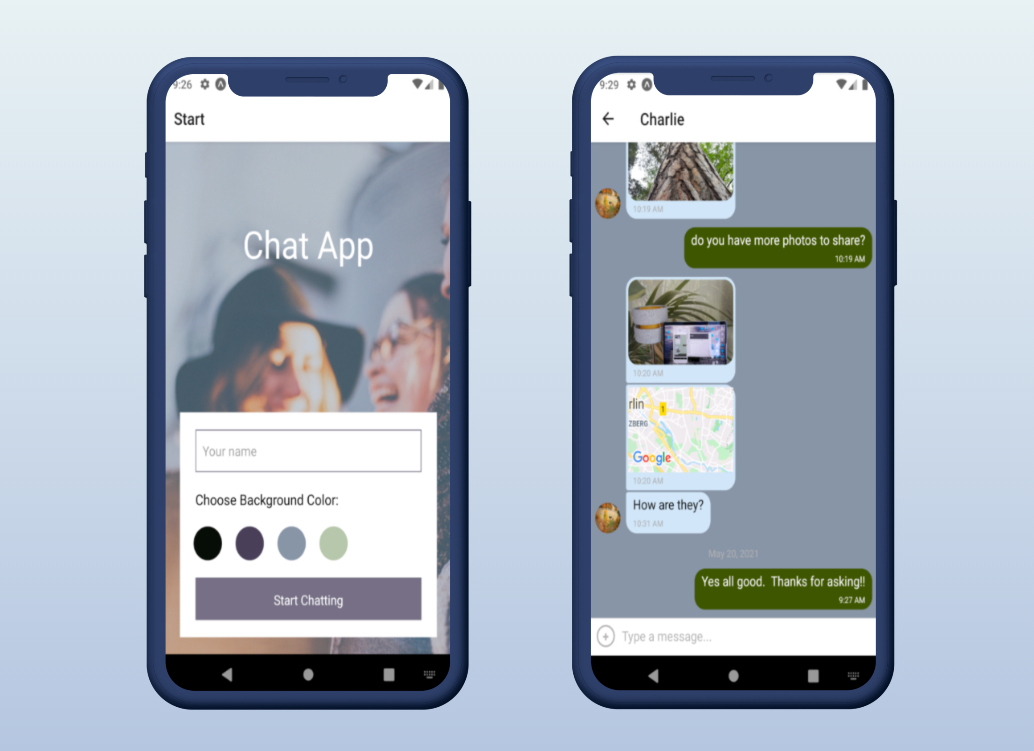 9:26
Start
Chat App
Your name
Choose Background Color:
Start Chatting
9:29
Charlie
10:19 AM
do you have more photos to share?
10:19 AM
10:20 AM
rlin
1
ZBERG
Google
10:20 AM
How are they?
10:31 AM
May 20, 2021
Yes all good.  Thanks for asking!!
9:27 AM
Type a message...